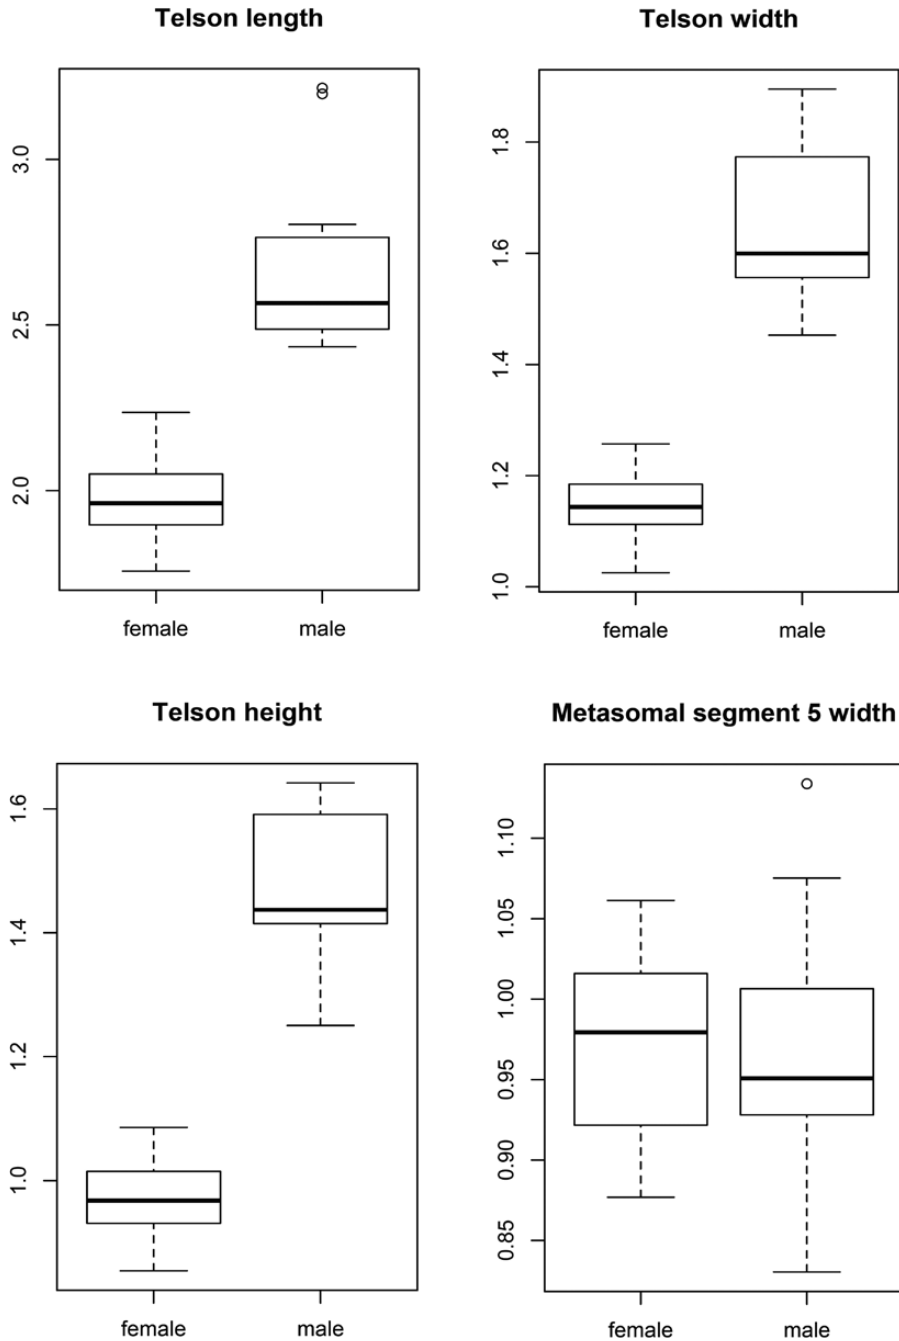 Telson length
3.0
2.5
2.0
female male
Telson width
1.8
1.6
1.4
1.2
1.0
female male
Telson height
1.6
1.4
1.2
1.0
female male
Metasomal segment 5 width
1.10
1.05
1.00
0.95
0.90
0.85
female male